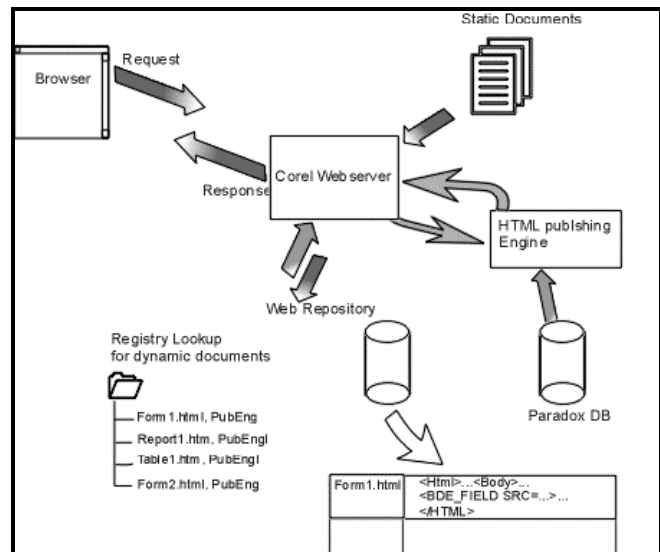 Static Documents
Request
Browser
Response
Corel Webserver
HTML publshing
Engine
Web Repository
Registry Lookup
for dynamic documents
Form1.html, PubEng
Report1.htm, PubEngl
Table1.htm, PubEngl
Form2.html, PubEng
Paradox DB
Form1.html
<Html>...<Body>...
<BDE_FIELD SRC=...>...
</HTML>